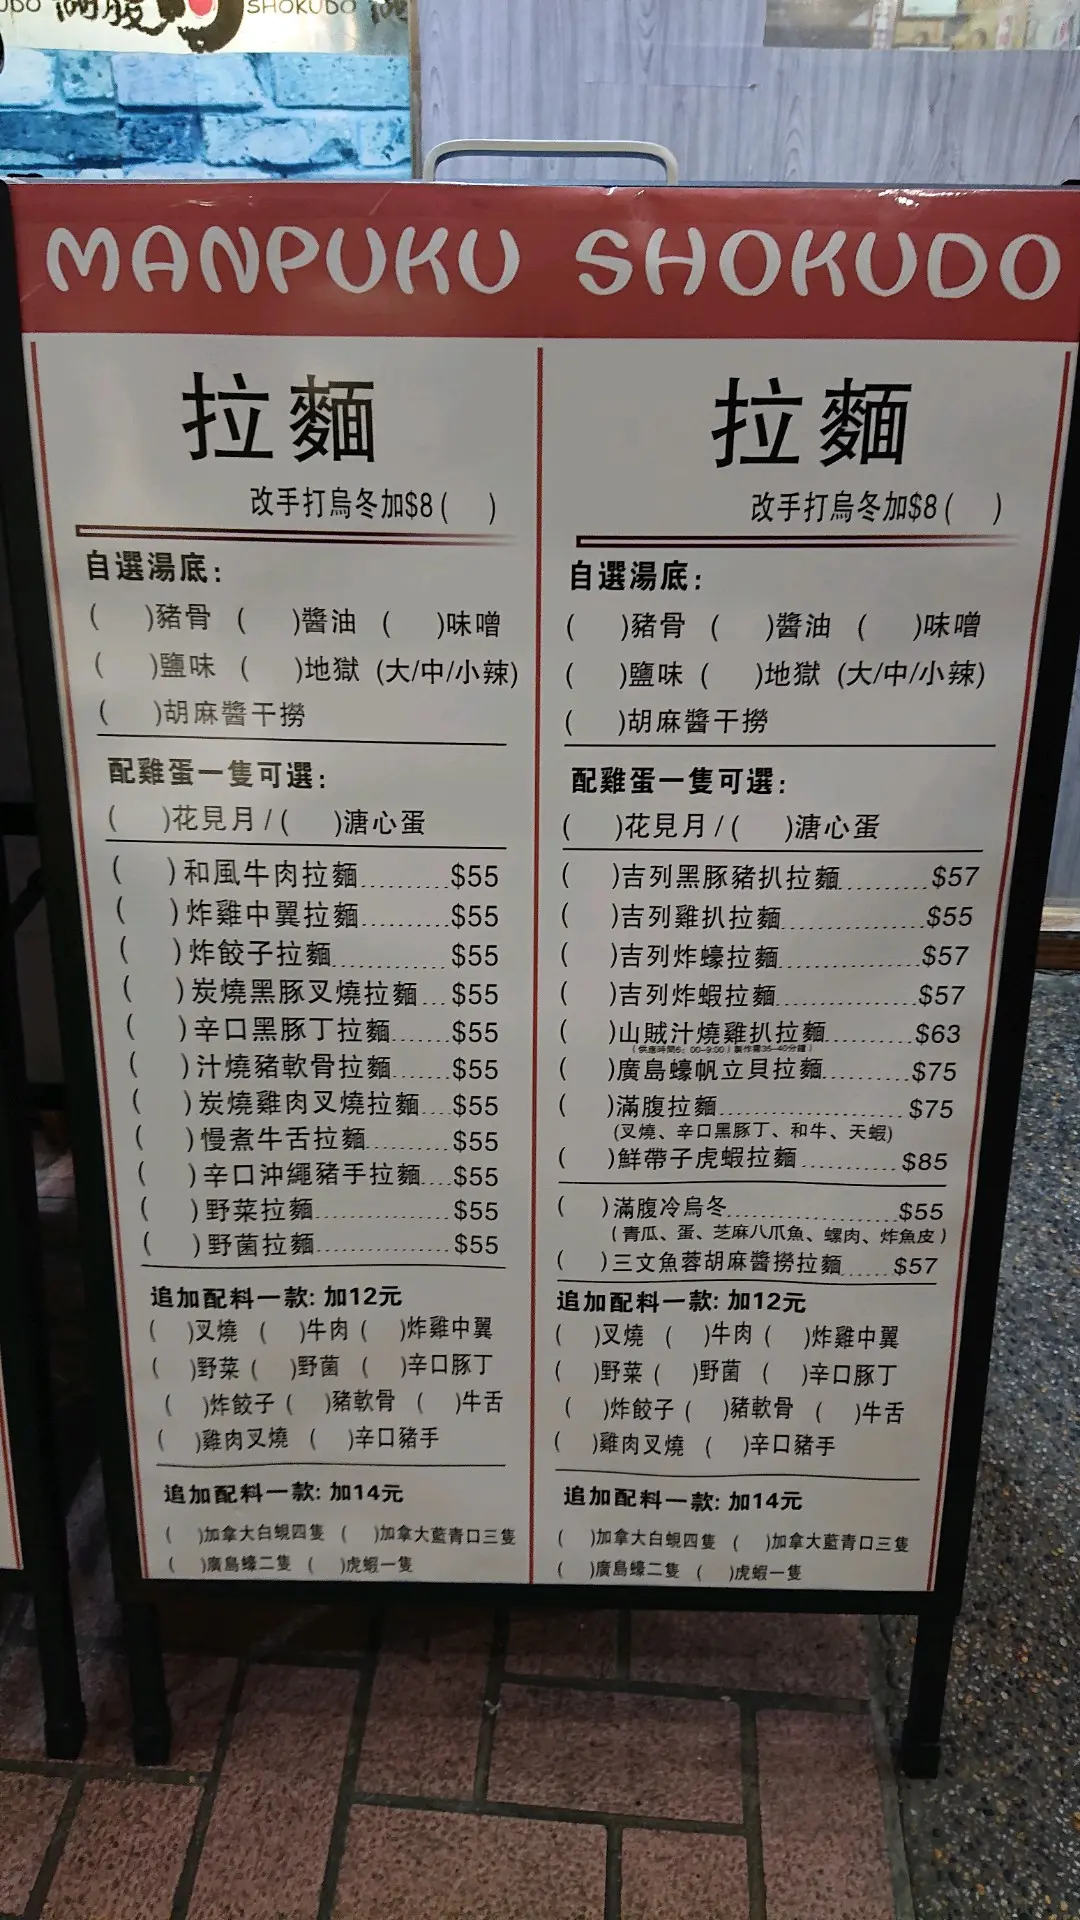 SHOKUDO
MANPUKU SHOKUDO
拉麵
改手打烏冬加$8 ( )
自選湯底:
( )豬骨 ( )醬油 ( )味噌
( )鹽味 ( )地獄 (大/中/小辣)
( )胡麻醬干撈
配雞蛋一隻可選:
( )花見月 / ( )溏心蛋
( )和風牛肉拉麵..........$55
( )炸雞中翼拉麵..........$55
( )炸餃子拉麵.............$55
( )炭燒黑豚叉燒拉麵...$55
( )辛口黑豚丁拉麵......$55
( )汁燒豬軟骨拉麵......$55
( )炭燒雞肉叉燒拉麵...$55
( )慢煮牛舌拉麵.........$55
( )辛口沖繩豬手拉麵...$55
( )野菜拉麵...............$55
( )野菌拉麵...............$55
追加配料一款: 加12元
( )叉燒 ( )牛肉 ( )炸雞中翼
( )野菜 ( )野菌 ( )辛口豚丁
( )炸餃子 ( )豬軟骨 ( )牛舌
( )雞肉叉燒 ( )辛口豬手
追加配料一款: 加14元
( )加拿大白蜆四隻 ( )加拿大藍青口三隻
( )廣島蠔二隻 ( )虎蝦一隻
拉麵
改手打烏冬加$8 ( )
自選湯底:
( )豬骨 ( )醬油 ( )味噌
( )鹽味 ( )地獄 (大/中/小辣)
( )胡麻醬干撈
配雞蛋一隻可選:
( )花見月 / ( )溏心蛋
( )吉列黑豚豬扒拉麵.........$57
( )吉列雞扒拉麵...............$55
( )吉列炸蠔拉麵...............$57
( )吉列炸蝦拉麵...............$57
( )山賊汁燒雞扒拉麵.........$63
(供應時間6:00-9:00)製作需35-40分鐘)
( )廣島蠔帆立貝拉麵.........$75
( )滿腹拉麵.....................$75
(叉燒、辛口黑豚丁、和牛、天蝦)
( )鮮帶子虎蝦拉麵..........$85
( )滿腹冷烏冬.................$55
(青瓜、蛋、芝麻八爪魚、螺肉、炸魚皮)
( )三文魚蓉胡麻醬撈拉麵.....$57
追加配料一款: 加12元
( )叉燒 ( )牛肉 ( )炸雞中翼
( )野菜 ( )野菌 ( )辛口豚丁
( )炸餃子 ( )豬軟骨 ( )牛舌
( )雞肉叉燒 ( )辛口豬手
追加配料一款: 加14元
( )加拿大白蜆四隻 ( )加拿大藍青口三隻
( )廣島蠔二隻 ( )虎蝦一隻